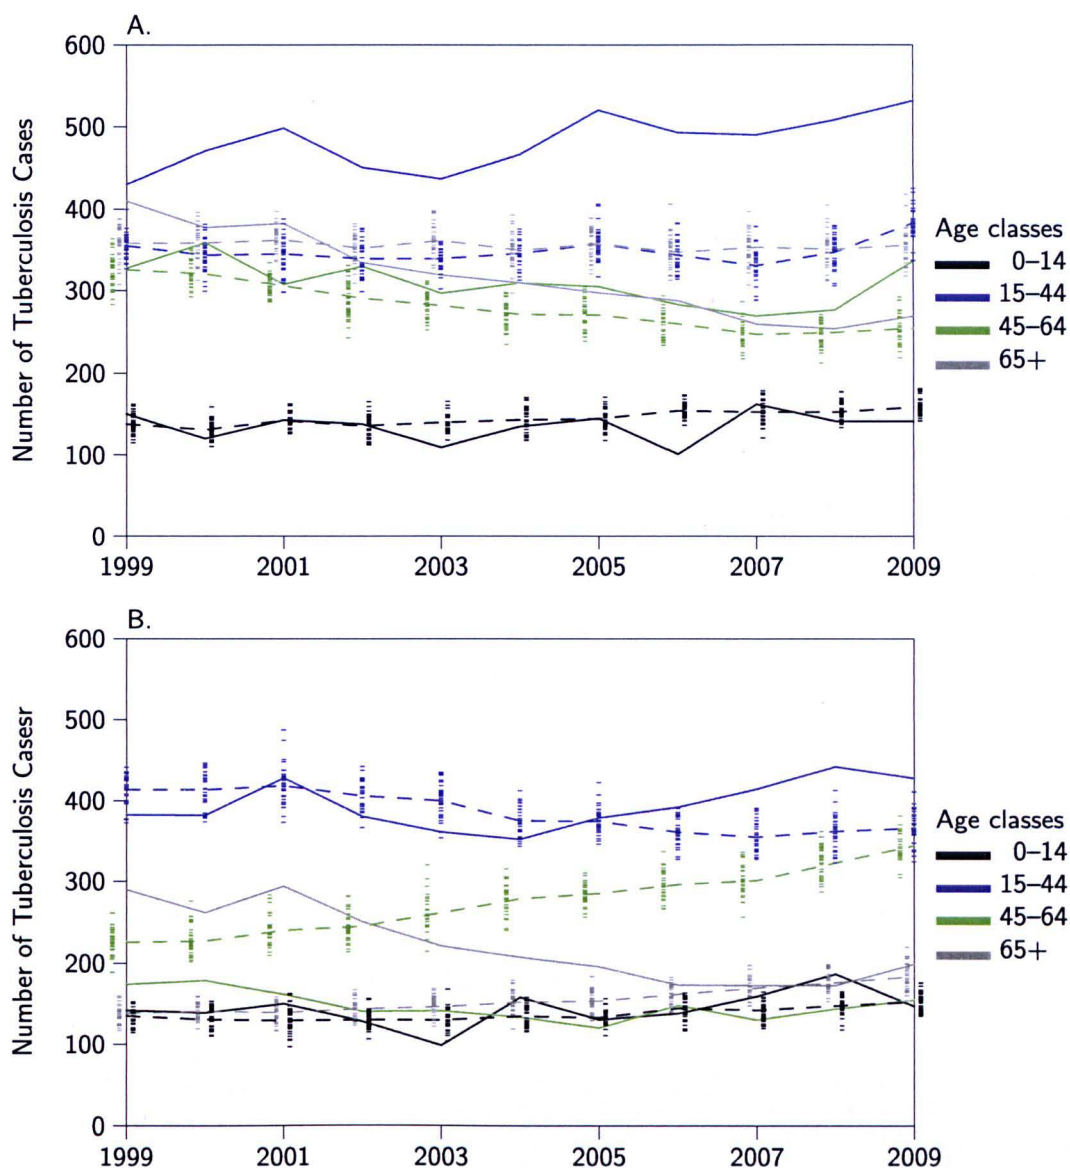 A.
600
500
400
300
200
100
0
Number of Tuberculosis Cases
1999 2001 2003 2005 2007 2009
Age classes
0–14
15–44
45–64
65+
B.
600
500
400
300
200
100
0
Number of Tuberculosis Casesr
1999 2001 2003 2005 2007 2009
Age classes
0–14
15–44
45–64
65+